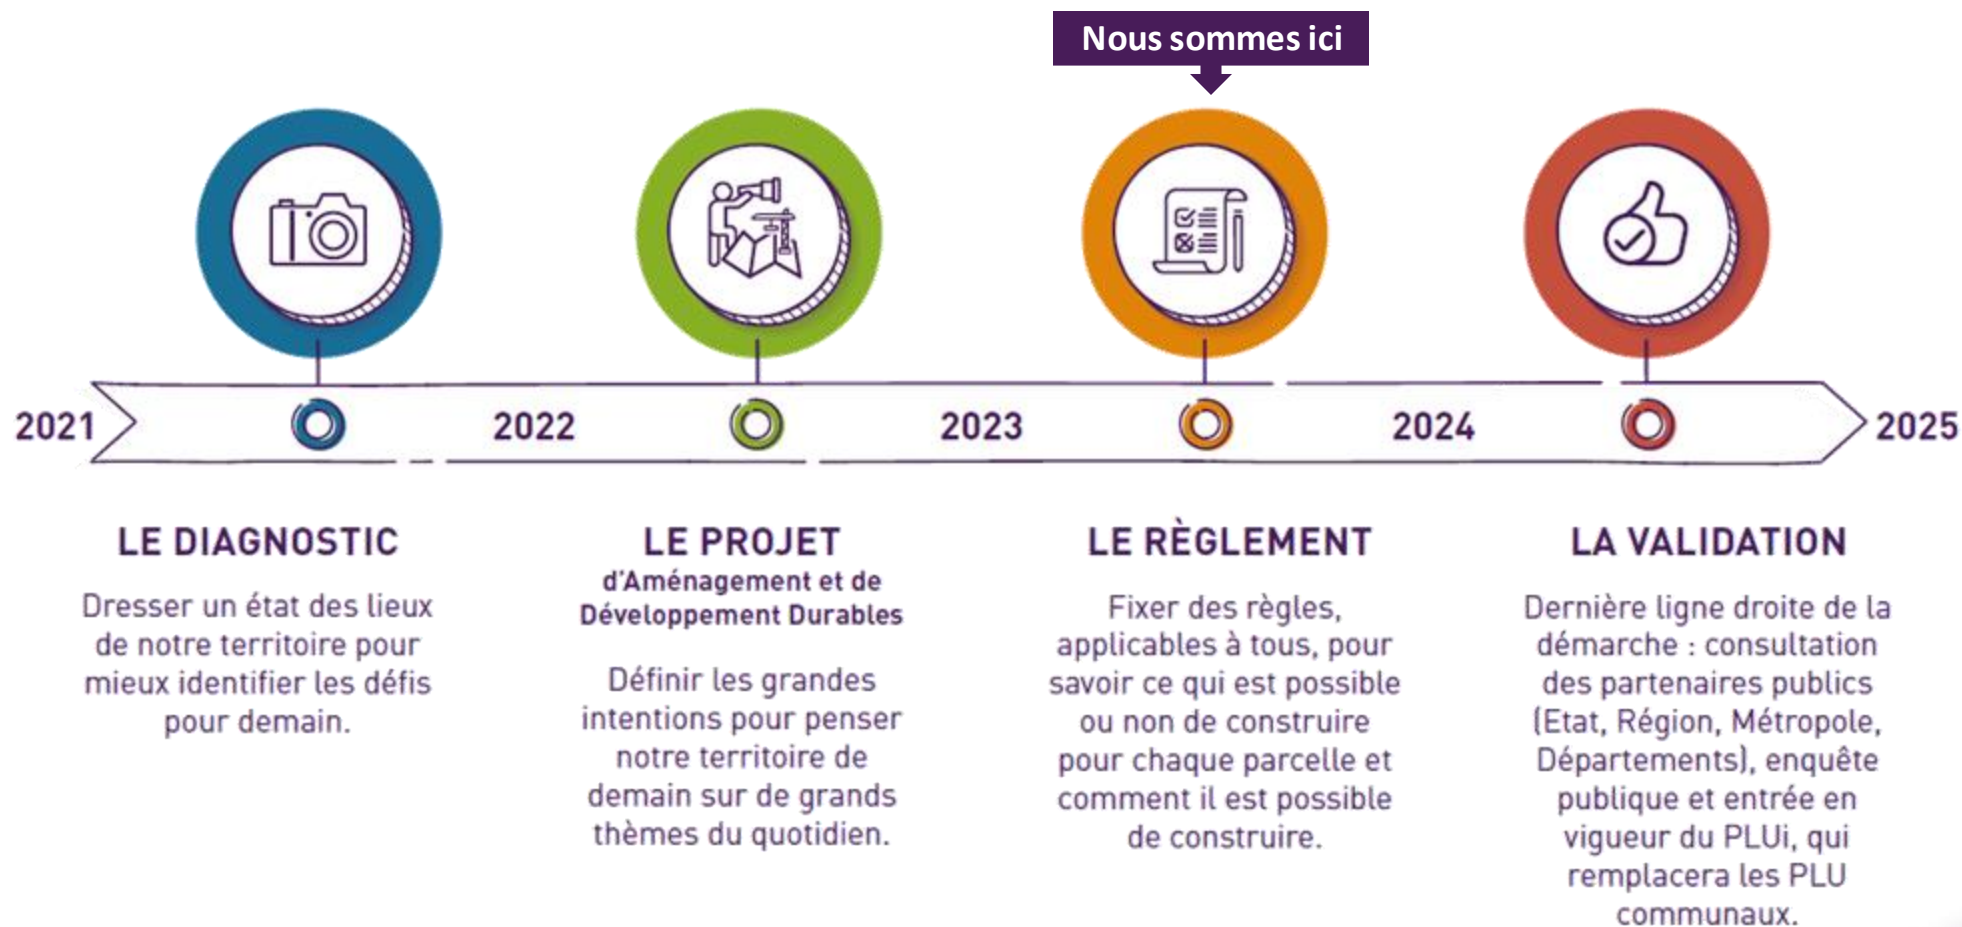 Nous sommes ici
2021
2022
2023
2024
2025
LE DIAGNOSTIC
Dresser un état des lieux
de notre territoire pour
mieux identifier les défis
pour demain.
LE PROJET
d'Aménagement et de
Développement Durables
Définir les grandes
intentions pour penser
notre territoire de
demain sur de grands
thèmes du quotidien.
LE RÈGLEMENT
Fixer des règles,
applicables à tous, pour
savoir ce qui est possible
ou non de construire
pour chaque parcelle et
comment il est possible
de construire.
LA VALIDATION
Dernière ligne droite de la
démarche : consultation
des partenaires publics
(Etat, Région, Métropole,
Départements), enquête
publique et entrée en
vigueur du PLUi, qui
remplacera les PLU
communaux.